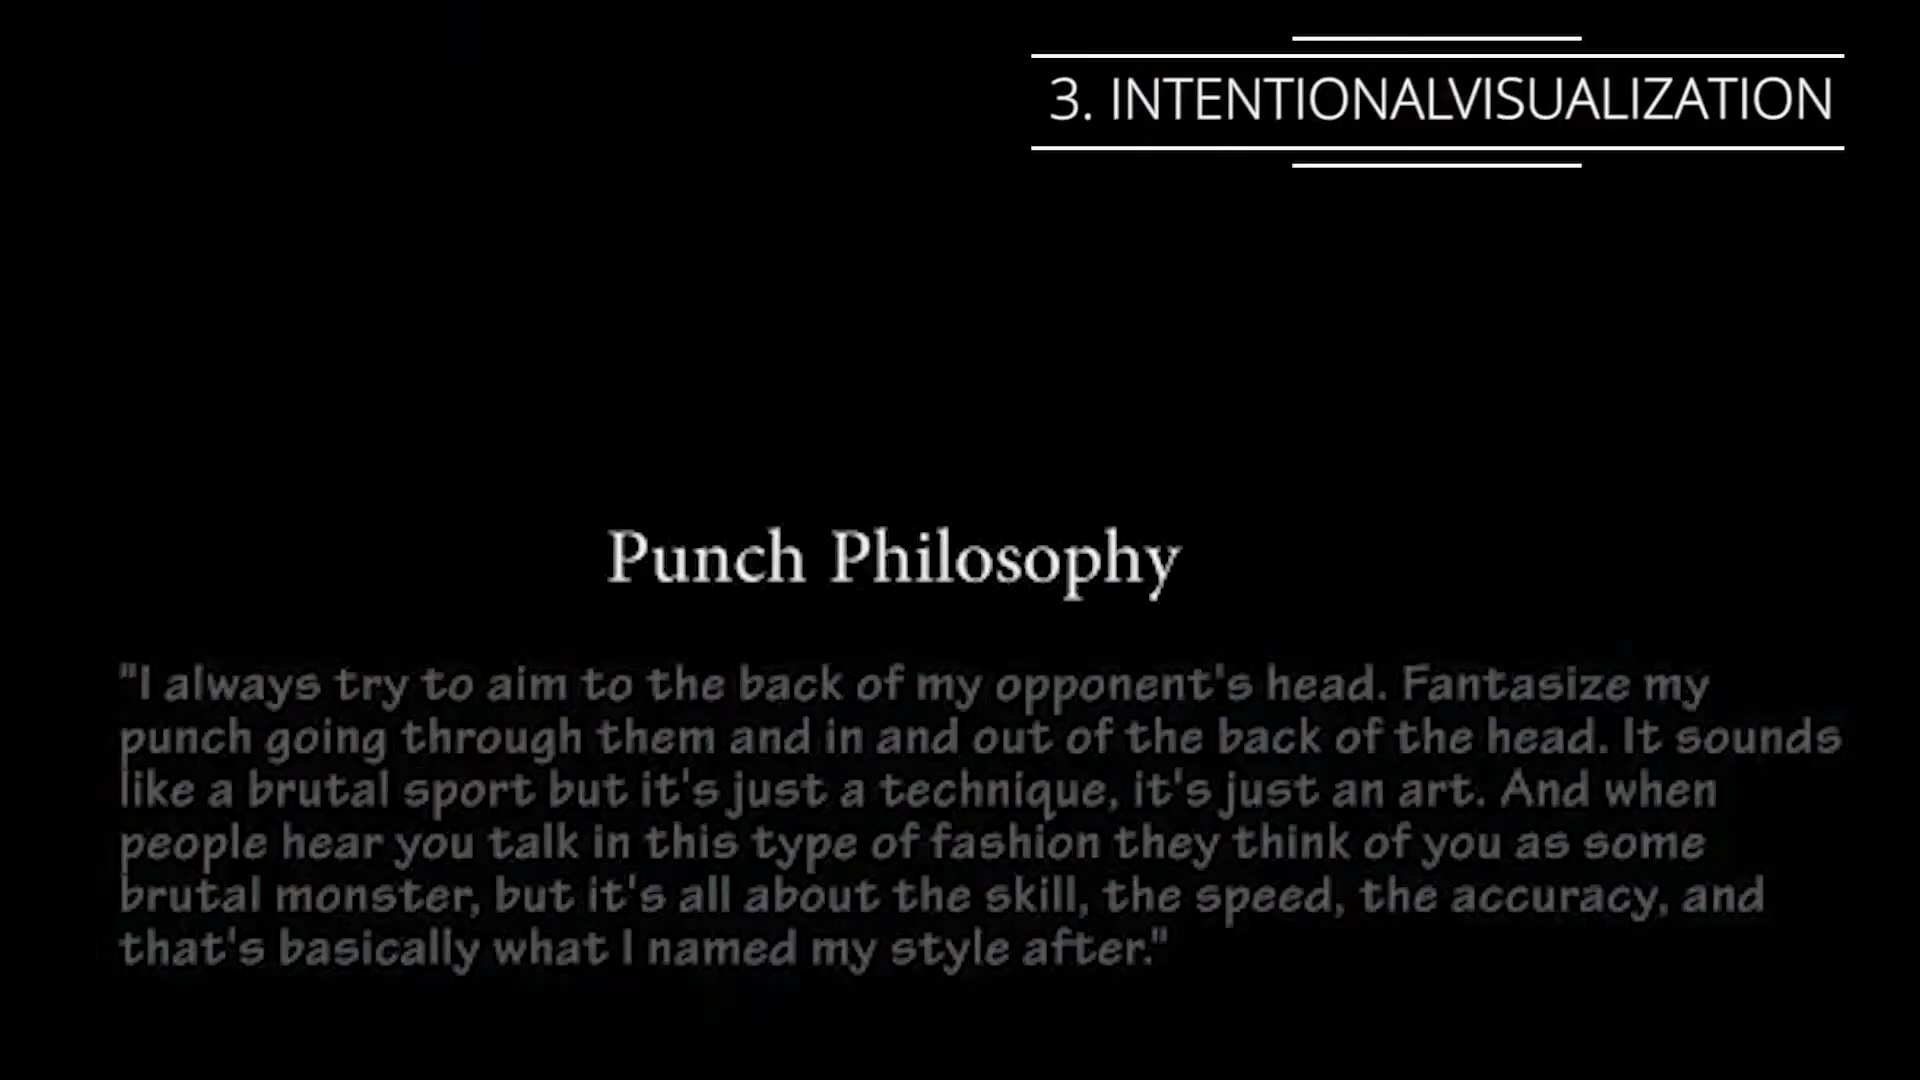 3. INTENTIONALVISUALIZATION
Punch Philosophy
"I always try to aim to the back of my opponent's head. Fantasize my
punch going through them and in and out of the back of the head. It sounds
like a brutal sport but it's just a technique, it's just an art. And when
people hear you talk in this type of fashion they think of you as some
brutal monster, but it's all about the skill, the speed, the accuracy, and
that's basically what I named my style after."